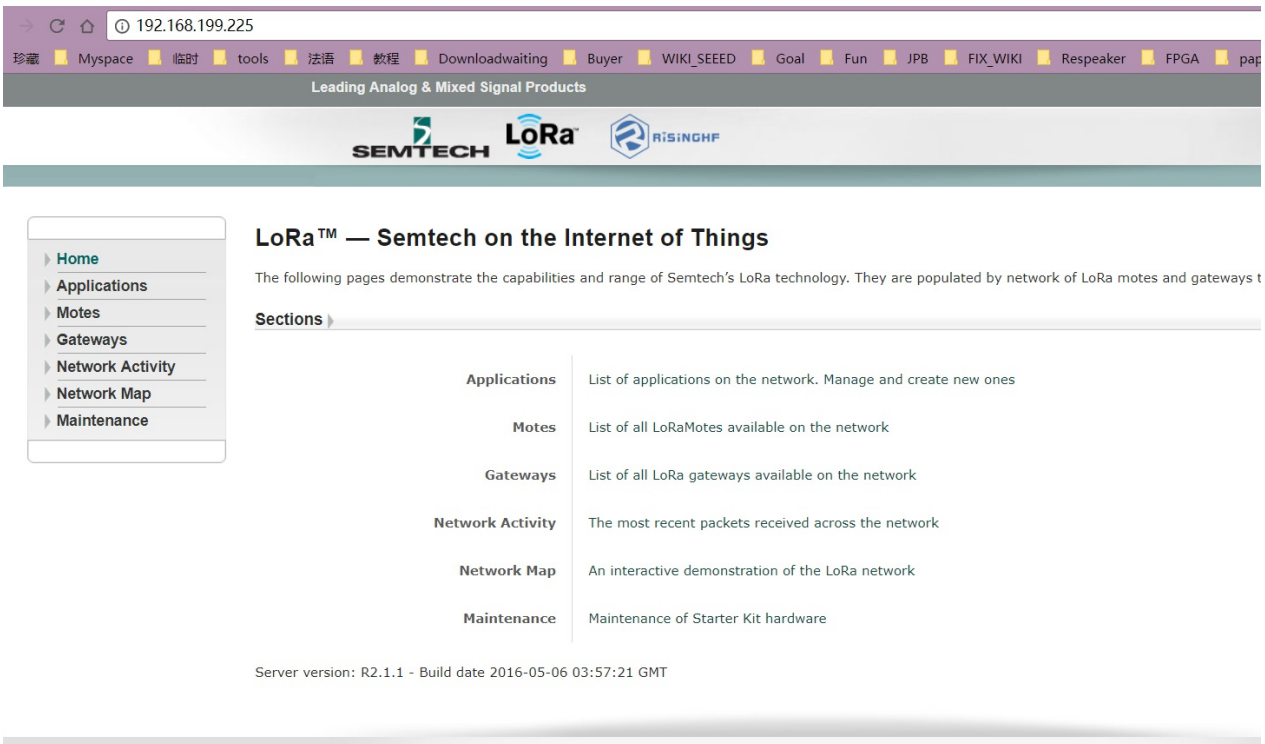 192.168.199.225
珍藏 Myspace 临时 tools 法语 教程 Downloadwaiting Buyer WIKI_SEEED Goal Fun JPB FIX_WIKI Respeaker FPGA pap
Leading Analog & Mixed Signal Products
SEMTECH LoRa™ RiSiNGHF
Home
Applications
Motes
Gateways
Network Activity
Network Map
Maintenance
LoRa™ — Semtech on the Internet of Things
The following pages demonstrate the capabilities and range of Semtech's LoRa technology. They are populated by network of LoRa motes and gateways t
Sections
Applications List of applications on the network. Manage and create new ones
Motes List of all LoRaMotes available on the network
Gateways List of all LoRa gateways available on the network
Network Activity The most recent packets received across the network
Network Map An interactive demonstration of the LoRa network
Maintenance Maintenance of Starter Kit hardware
Server version: R2.1.1 - Build date 2016-05-06 03:57:21 GMT